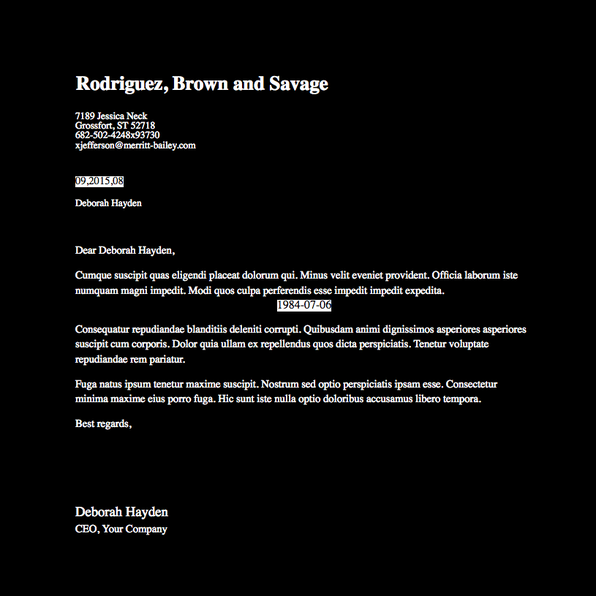 Rodriguez, Brown and Savage
7189 Jessica Neck
Grossfort, ST 52718
682-502-4248x93730
xjefferson@merritt-bailey.com
09,2015,08
Deborah Hayden
Dear Deborah Hayden,
Cumque suscipit quas eligendi placeat dolorum qui. Minus velit eveniet provident. Officia laborum iste
numquam magni impedit. Modi quos culpa perferendis esse impedit impedit expedita.
1984-07-06
Consequatur repudiandae blanditiis deleniti corrupti. Quibusdam animi dignissimos asperiores asperiores
suscipit cum corporis. Dolor quia ullam ex repellendus quos dicta perspiciatis. Tenetur voluptate
repudiandae rem pariatur.
Fuga natus ipsum tenetur maxime suscipit. Nostrum sed optio perspiciatis ipsam esse. Consectetur
minima maxime eius porro fuga. Hic sunt iste nulla optio doloribus accusamus libero tempora.
Best regards,
Deborah Hayden
CEO, Your Company